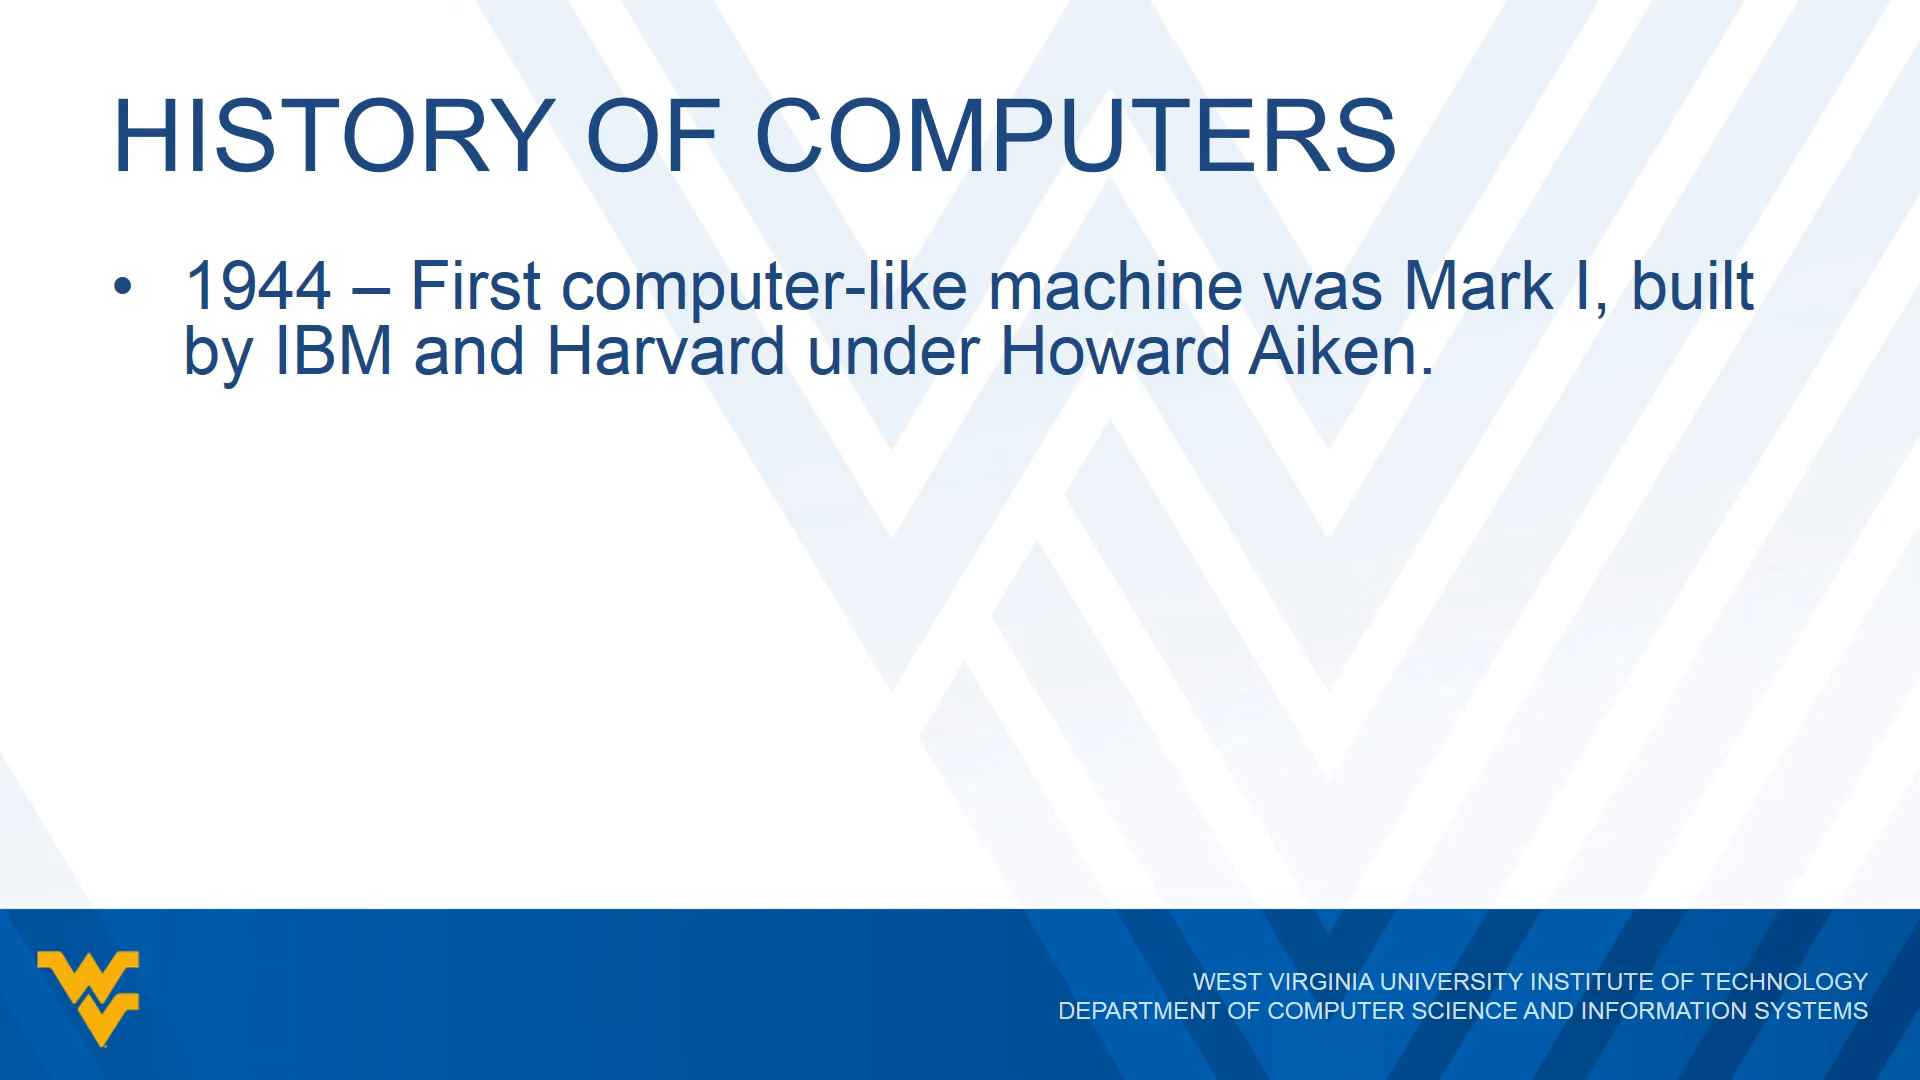 HISTORY OF COMPUTERS
• 1944 – First computer-like machine was Mark I, built
by IBM and Harvard under Howard Aiken.
WEST VIRGINIA UNIVERSITY INSTITUTE OF TECHNOLOGY
DEPARTMENT OF COMPUTER SCIENCE AND INFORMATION SYSTEMS